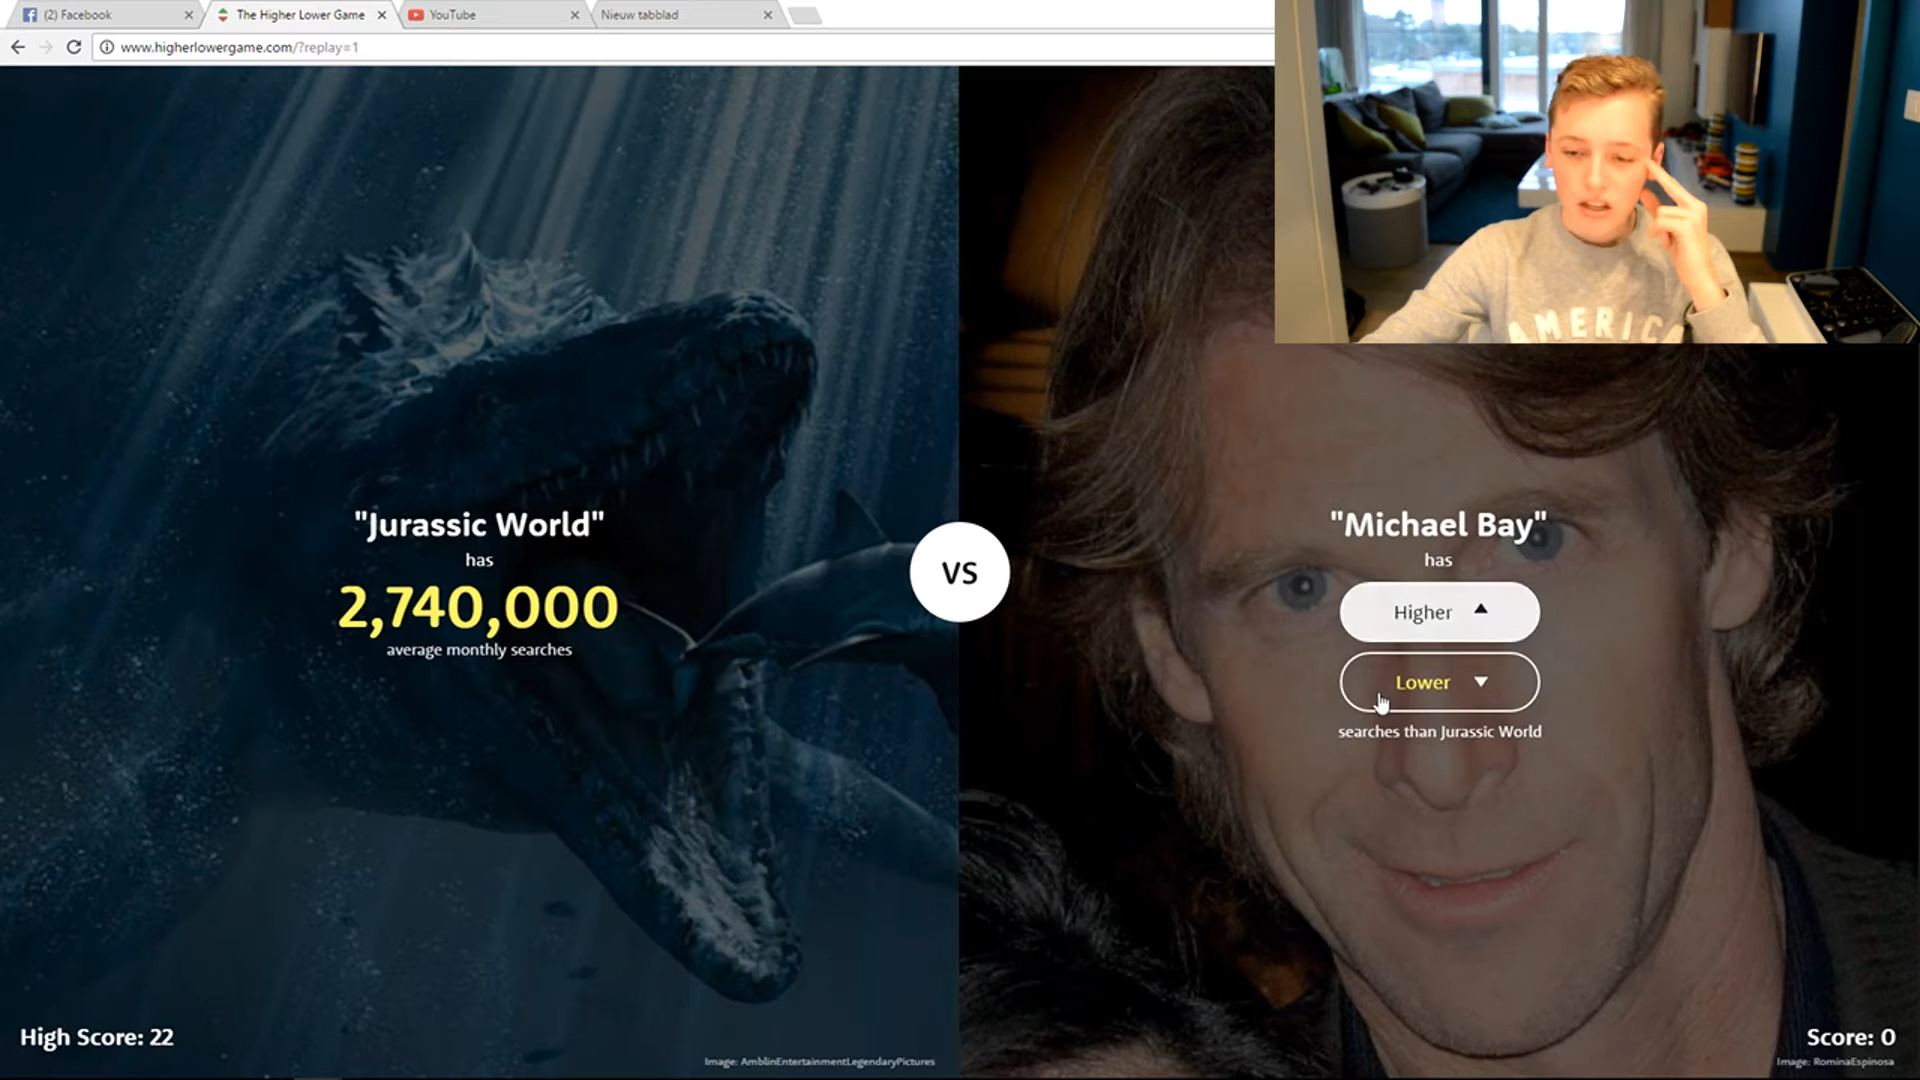 (2) Facebook
The Higher Lower Game
YouTube
Nieuw tabblad
www.higherlowergame.com/?replay=1
AMERIC
"Jurassic World"
has
2,740,000
average monthly searches
VS
"Michael Bay"
has
Higher
Lower
searches than Jurassic World
High Score: 22
Score: 0
Image: AmblinEntertainmentLegendaryPictures
Image: RominaEspinosa